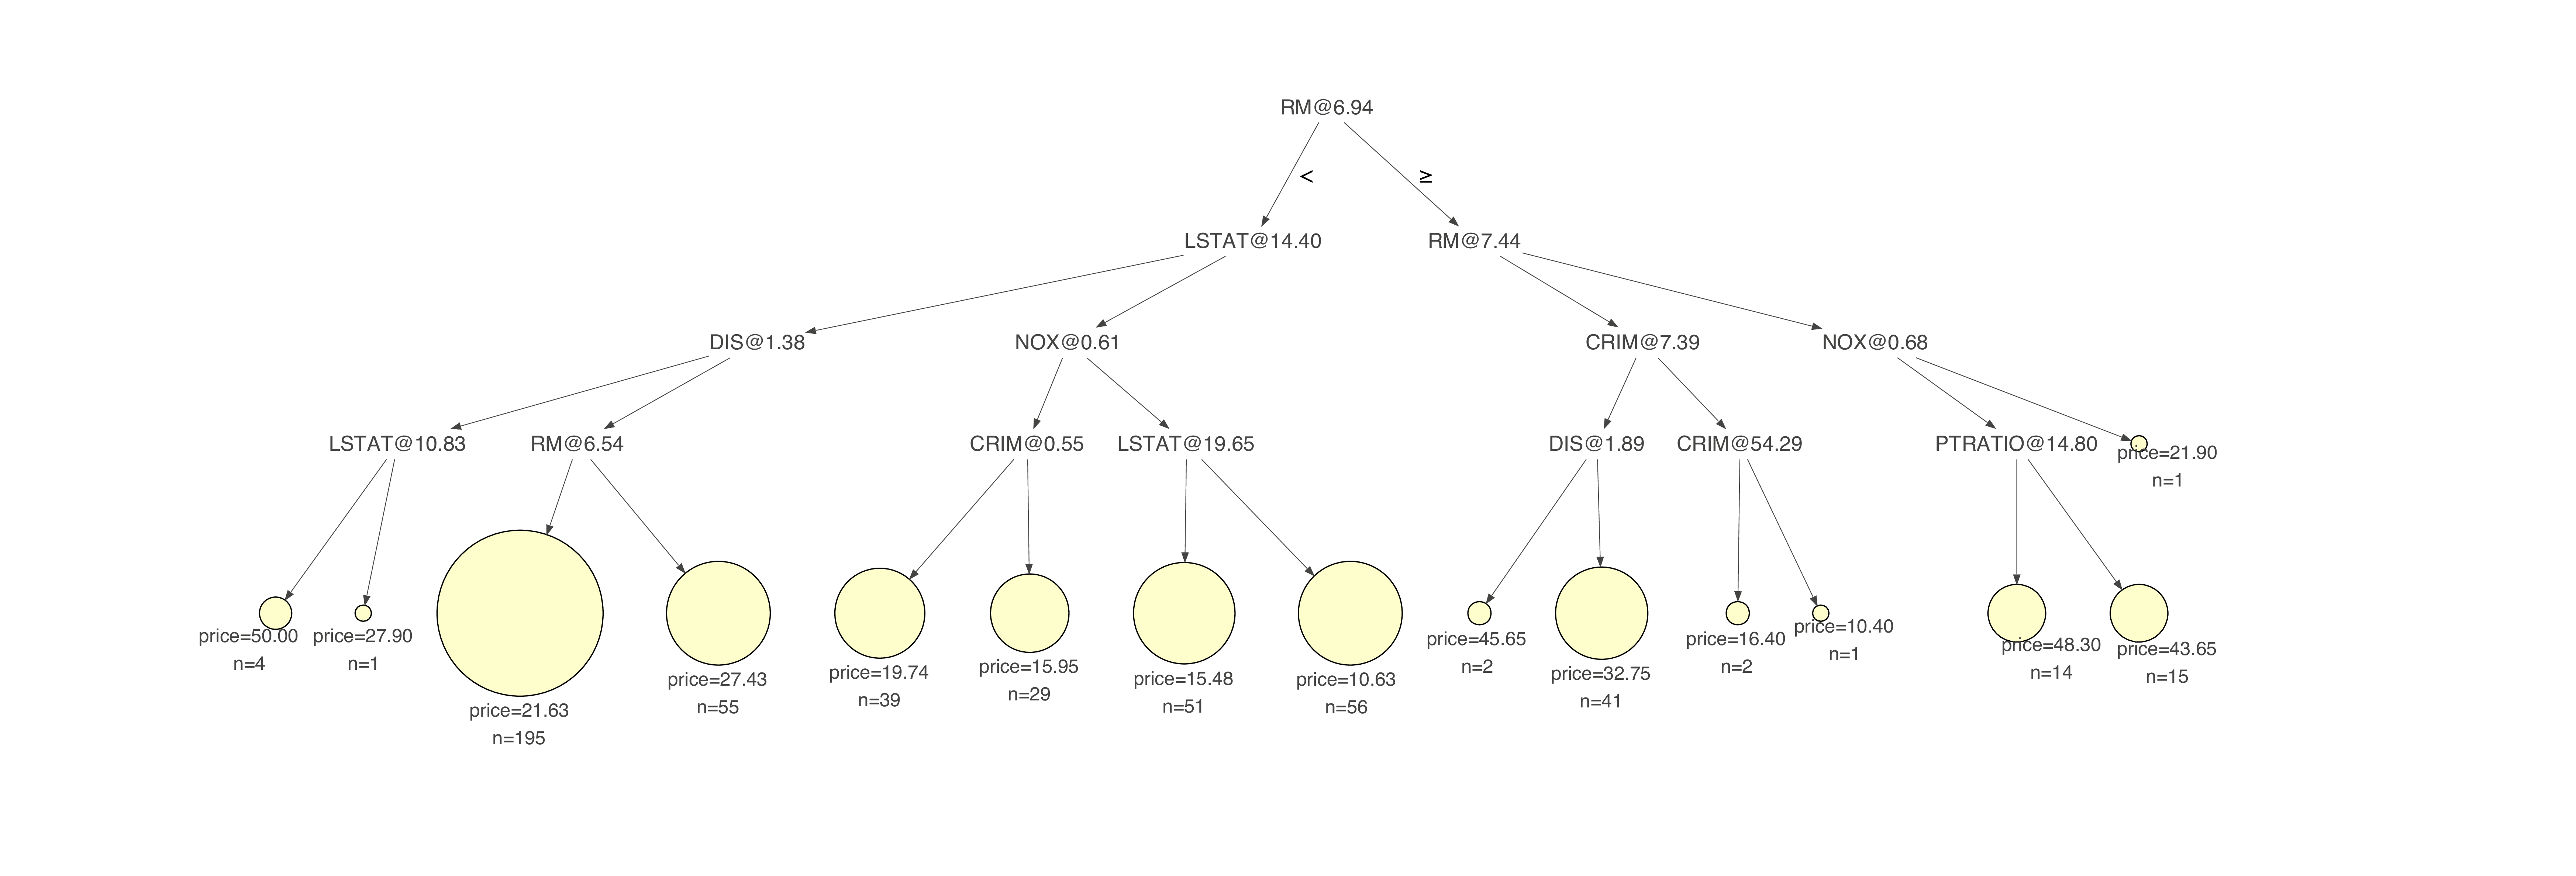 RM@6.94
<
≥
LSTAT@14.40
RM@7.44
DIS@1.38
NOX@0.61
CRIM@7.39
NOX@0.68
LSTAT@10.83
RM@6.54
CRIM@0.55
LSTAT@19.65
DIS@1.89
CRIM@54.29
PTRATIO@14.80
price=21.90
n=1
price=50.00
n=4
price=27.90
n=1
price=21.63
n=195
price=27.43
n=55
price=19.74
n=39
price=15.95
n=29
price=15.48
n=51
price=10.63
n=56
price=45.65
n=2
price=32.75
n=41
price=16.40
n=2
price=10.40
n=1
price=48.30
n=14
price=43.65
n=15